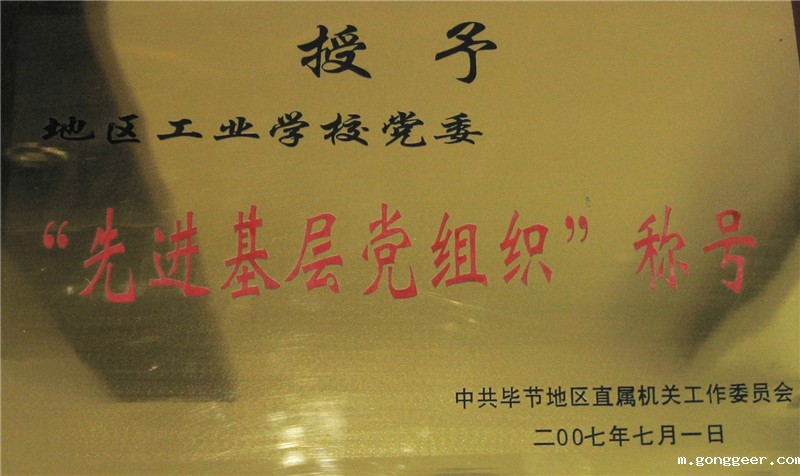 授予
地区工业学校党委
“先进基层党组织”称号
中共毕节地区直属机关工作委员会
二00七年七月一日
m.gonggeer.com